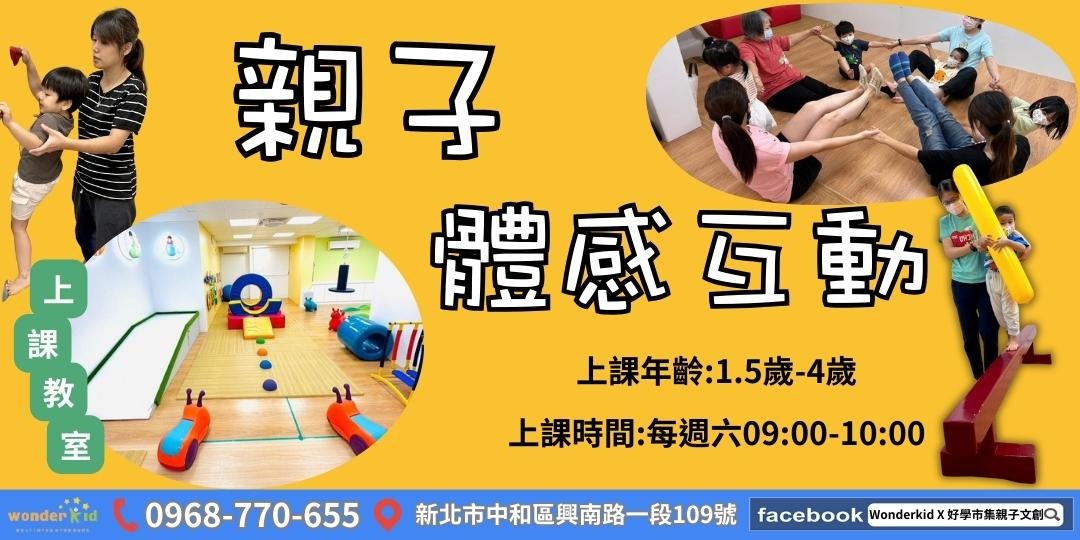 親子
體感互動
上課教室
上課年齡:1.5歲-4歲
上課時間:每週六09:00-10:00
wonder kid
0968-770-655
新北市中和區興南路一段109號
facebook
Wonderkid X 好學市集親子文創